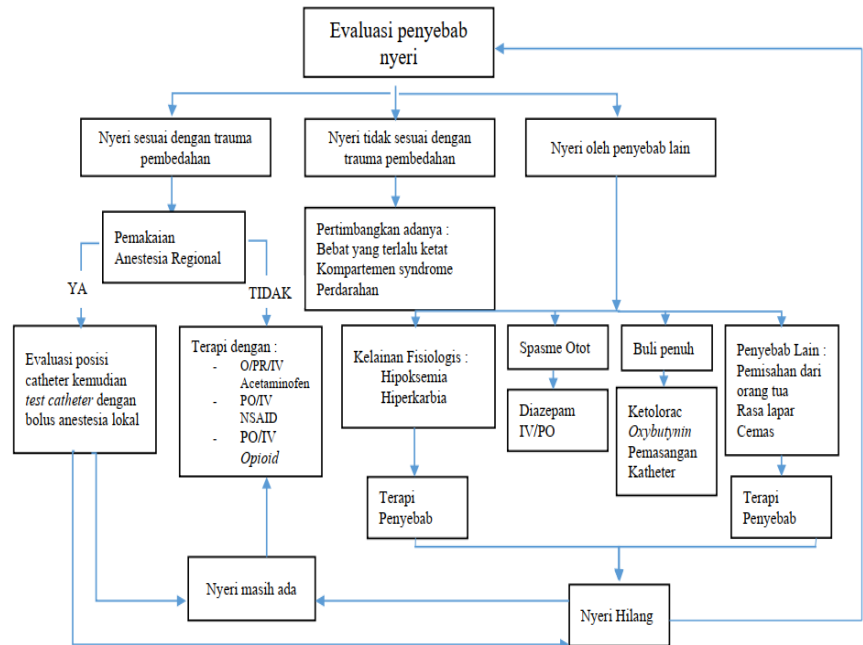 Evaluasi penyebab
nyeri
Nyeri sesuai dengan trauma
pembedahan
Nyeri tidak sesuai dengan
trauma pembedahan
Nyeri oleh penyebab lain
Pemakaian
Anestesia Regional
Pertimbangkan adanya :
Bebat yang terlalu ketat
Kompartemen syndrome
Perdarahan
YA
TIDAK
Evaluasi posisi
catheter kemudian
test catheter dengan
bolus anestesia lokal
Terapi dengan :
- O/PR/IV
Acetaminofen
- PO/IV
NSAID
- PO/IV
Opioid
Kelainan Fisiologis :
Hipoksemia
Hiperkarbia
Spasme Otot
Buli penuh
Penyebab Lain :
Pemisahan dari
orang tua
Rasa lapar
Cemas
Diazepam
IV/PO
Ketolorac
Oxybutynin
Pemasangan
Katheter
Terapi
Penyebab
Terapi
Penyebab
Nyeri masih ada
Nyeri Hilang